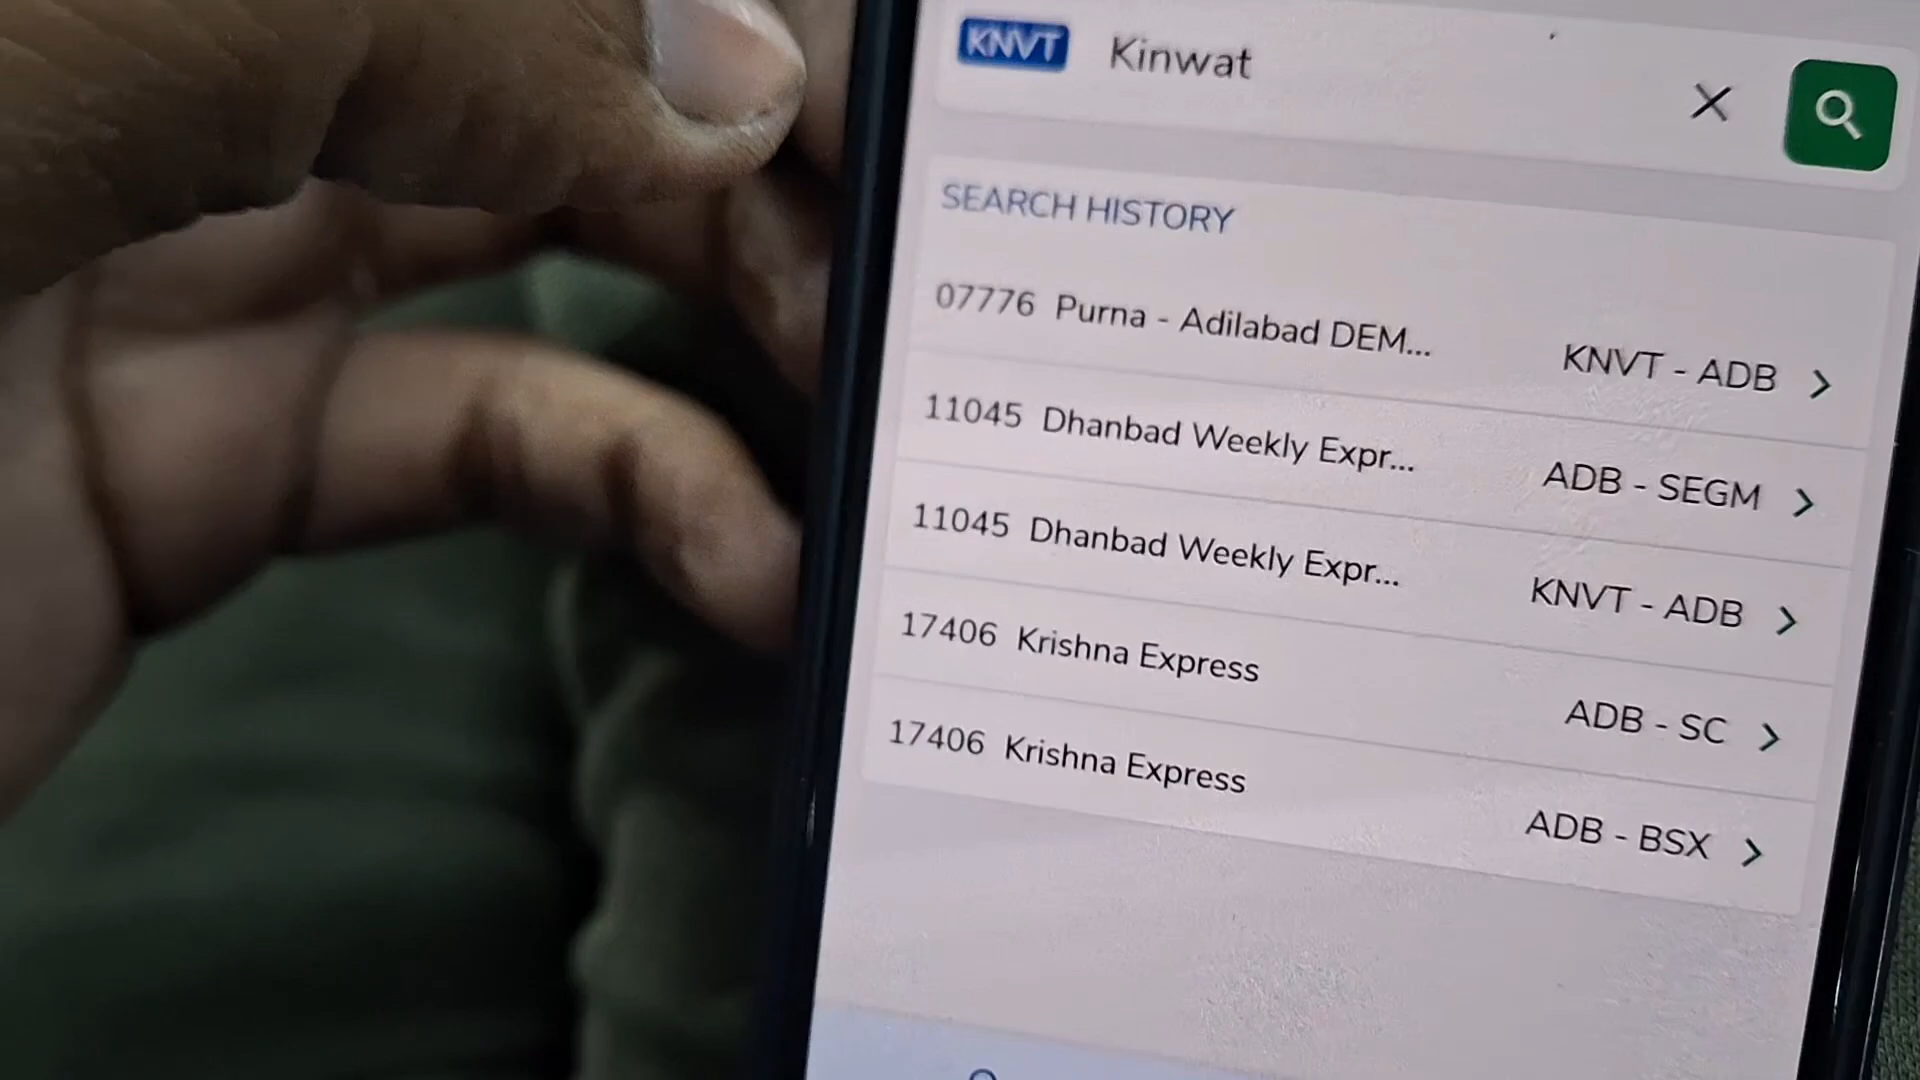 KNVT Kinwat
SEARCH HISTORY
07776 Purna - Adilabad DEM... KNVT - ADB
11045 Dhanbad Weekly Expr... ADB - SEGM
11045 Dhanbad Weekly Expr... KNVT - ADB
17406 Krishna Express ADB - SC
17406 Krishna Express ADB - BSX